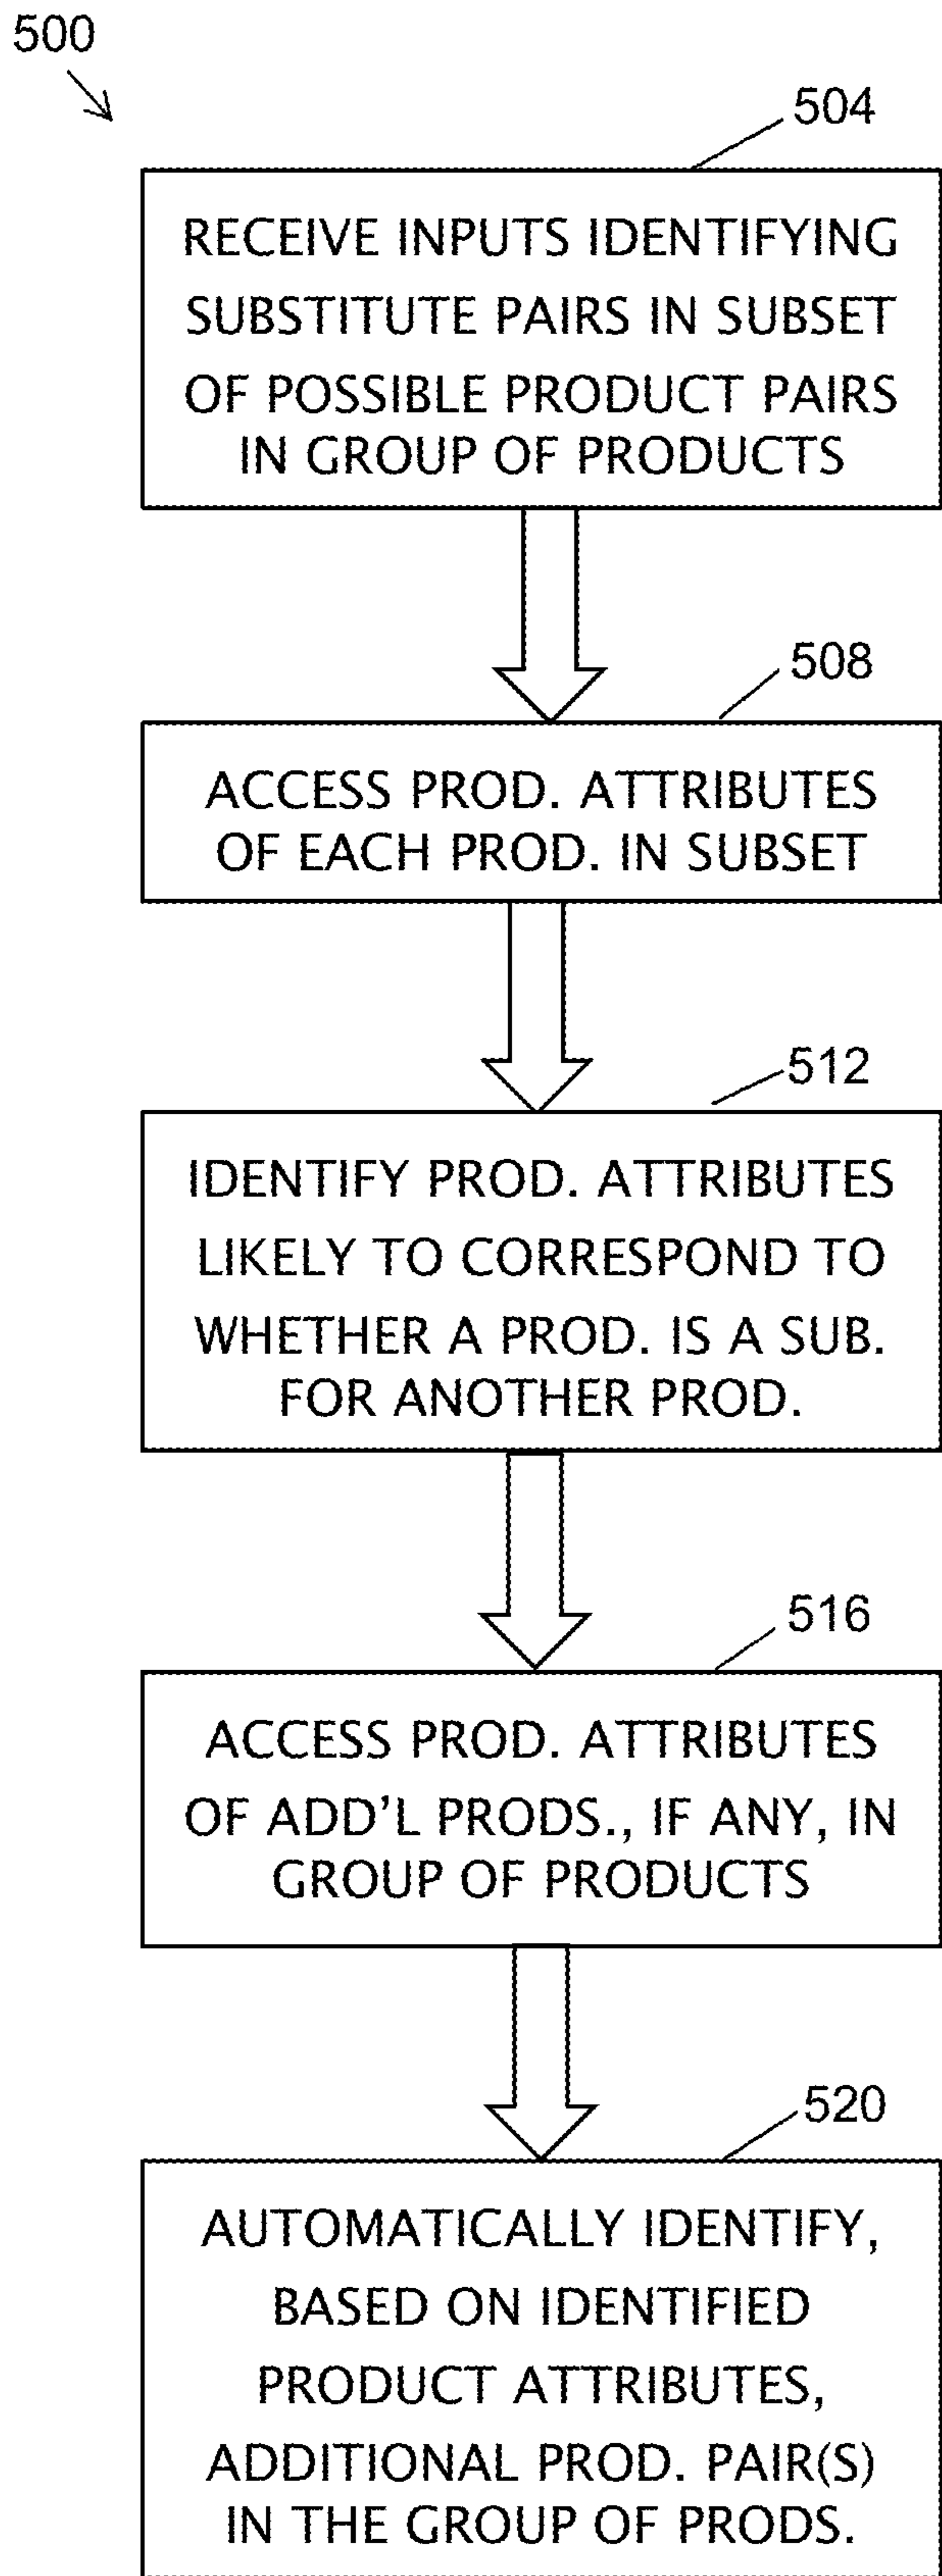 500
504
RECEIVE INPUTS IDENTIFYING
SUBSTITUTE PAIRS IN SUBSET
OF POSSIBLE PRODUCT PAIRS
IN GROUP OF PRODUCTS
508
ACCESS PROD. ATTRIBUTES
OF EACH PROD. IN SUBSET
512
IDENTIFY PROD. ATTRIBUTES
LIKELY TO CORRESPOND TO
WHETHER A PROD. IS A SUB.
FOR ANOTHER PROD.
516
ACCESS PROD. ATTRIBUTES
OF ADD’L PRODS., IF ANY, IN
GROUP OF PRODUCTS
520
AUTOMATICALLY IDENTIFY,
BASED ON IDENTIFIED
PRODUCT ATTRIBUTES,
ADDITIONAL PROD. PAIR(S)
IN THE GROUP OF PRODS.